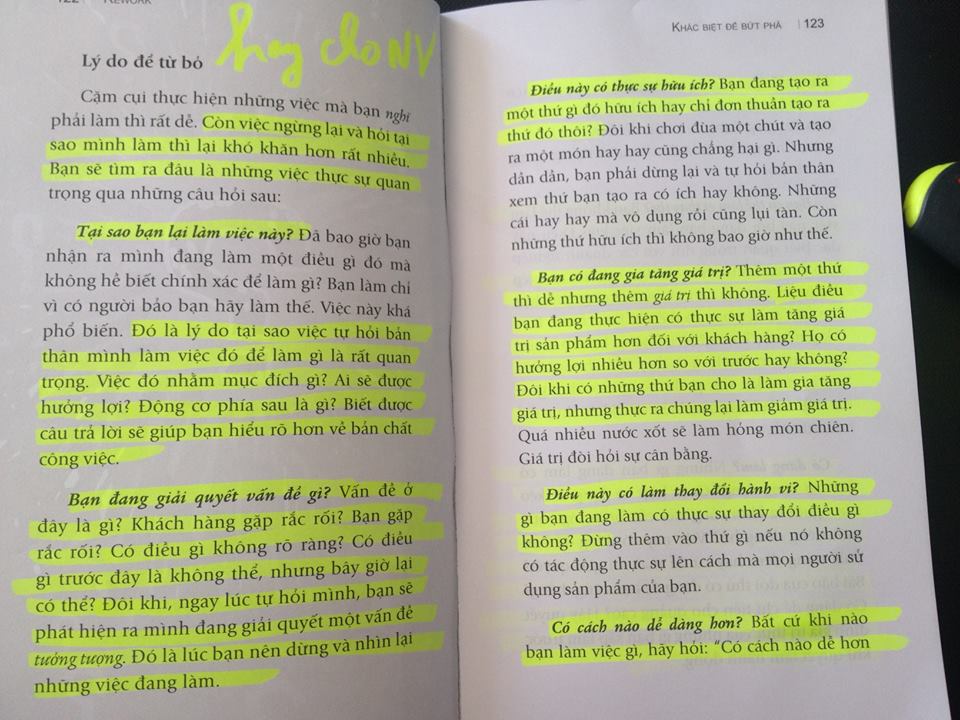 122 REWORK
hay do NV
Lý do để từ bỏ
Cặm cụi thực hiện những việc mà bạn nghĩ
phải làm thì rất dễ. Còn việc ngừng lại và hỏi tại
sao mình làm thì lại khó khăn hơn rất nhiều.
Bạn sẽ tìm ra đâu là những việc thực sự quan
trọng qua những câu hỏi sau:
Tại sao bạn lại làm việc này? Đã bao giờ bạn
nhận ra mình đang làm một điều gì đó mà
không hề biết chính xác để làm gì? Bạn làm chỉ
vì có người bảo bạn hãy làm thế. Việc này khá
phổ biến. Đó là lý do tại sao việc tự hỏi bản
thân mình làm việc đó để làm gì là rất quan
trọng. Việc đó nhằm mục đích gì? Ai sẽ được
hưởng lợi? Động cơ phía sau là gì? Biết được
câu trả lời sẽ giúp bạn hiểu rõ hơn về bản chất
công việc.
Bạn đang giải quyết vấn đề gì? Vấn đề ở
đây là gì? Khách hàng gặp rắc rối? Bạn gặp
rắc rối? Có điều gì không rõ ràng? Có điều
gì trước đây là không thể, nhưng bây giờ lại
có thể? Đôi khi, ngay lúc tự hỏi mình, bạn sẽ
phát hiện ra mình đang giải quyết một vấn đề
tưởng tượng. Đó là lúc bạn nên dừng và nhìn lại
những việc đang làm.
KHÁC BIỆT ĐỂ BỨT PHÁ | 123
Điều này có thực sự hữu ích? Bạn đang tạo ra
một thứ gì đó hữu ích hay chỉ đơn thuần tạo ra
thứ đó thôi? Đôi khi chơi đùa một chút và tạo
ra một món hay hay cũng chẳng hại gì. Nhưng
dần dần, bạn phải dừng lại và tự hỏi bản thân
xem thứ bạn tạo ra có ích hay không. Những
cái hay hay mà vô dụng rồi cũng lụi tàn. Còn
những thứ hữu ích thì không bao giờ như thế.
Bạn có đang gia tăng giá trị? Thêm một thứ
thì dễ nhưng thêm giá trị thì không. Liệu điều
bạn đang thực hiện có thực sự làm tăng giá
trị sản phẩm hơn đối với khách hàng? Họ có
hưởng lợi nhiều hơn so với trước hay không?
Đôi khi có những thứ bạn cho là làm gia tăng
giá trị, nhưng thực ra chúng lại làm giảm giá trị.
Quá nhiều nước xốt sẽ làm hỏng món chiên.
Giá trị đòi hỏi sự cân bằng.
Điều này có làm thay đổi hành vi? Những
gì bạn đang làm có thực sự thay đổi điều gì
không? Đừng thêm vào thứ gì nếu nó không
có tác động thực sự lên cách mà mọi người sử
dụng sản phẩm của bạn.
Có cách nào dễ dàng hơn? Bất cứ khi nào
bạn làm việc gì, hãy hỏi: “Có cách nào dễ hơn